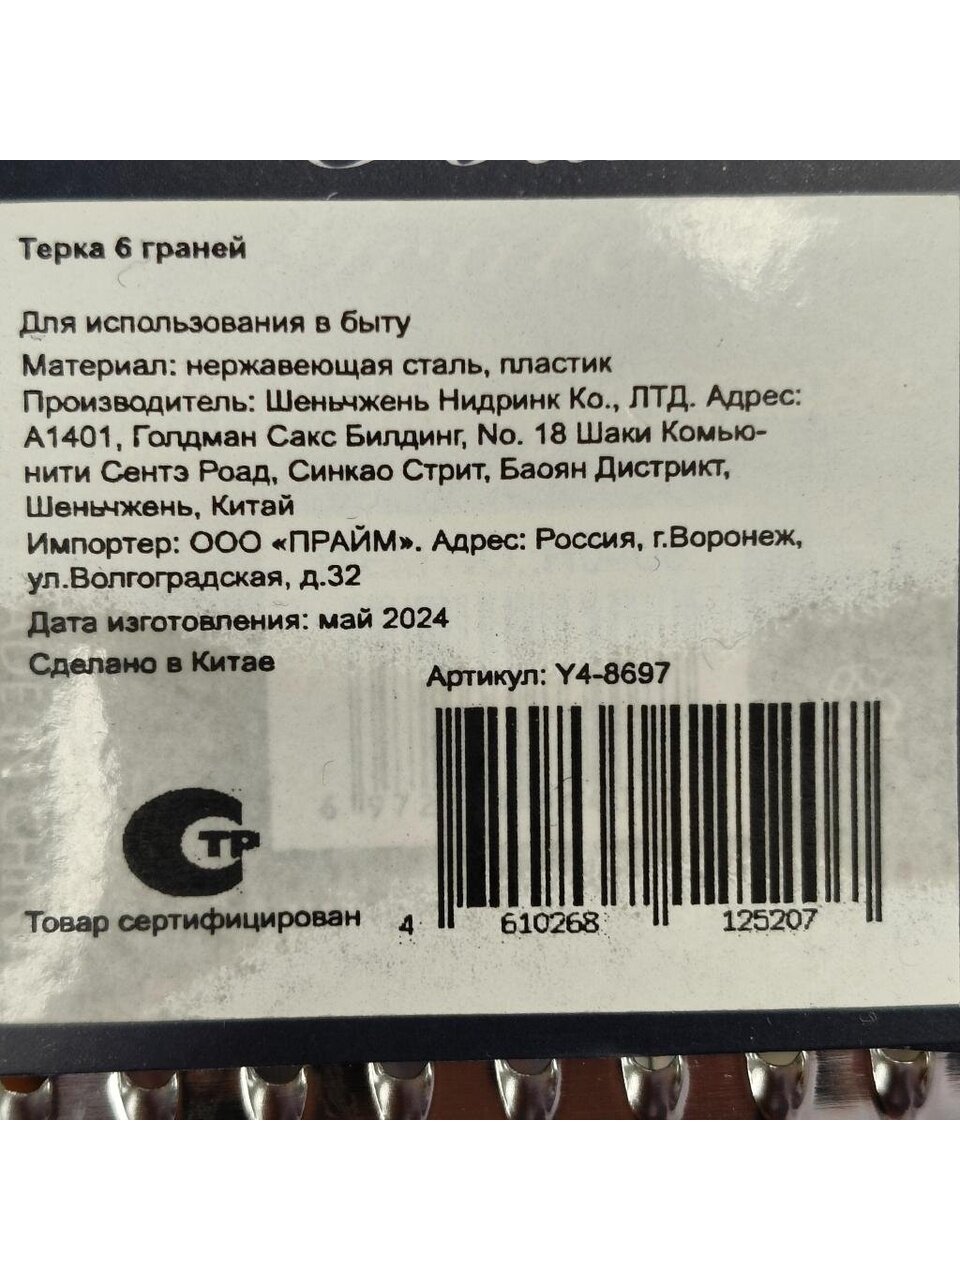 Терка 6 граней
Для использования в быту
Материал: нержавеющая сталь, пластик
Производитель: Шеньчжень Нидринк Ко., ЛТД. Адрес:
А1401, Голдман Сакс Билдинг, No. 18 Шаки Комью-
нити Сентэ Роад, Синкао Стрит, Баоян Дистрикт,
Шеньчжень, Китай
Импортер: ООО «ПРАЙМ». Адрес: Россия, г.Воронеж,
ул.Волгоградская, д.32
Дата изготовления: май 2024
Сделано в Китае
Артикул: Y4-8697
СТР
Товар сертифицирован
4 610268 125207